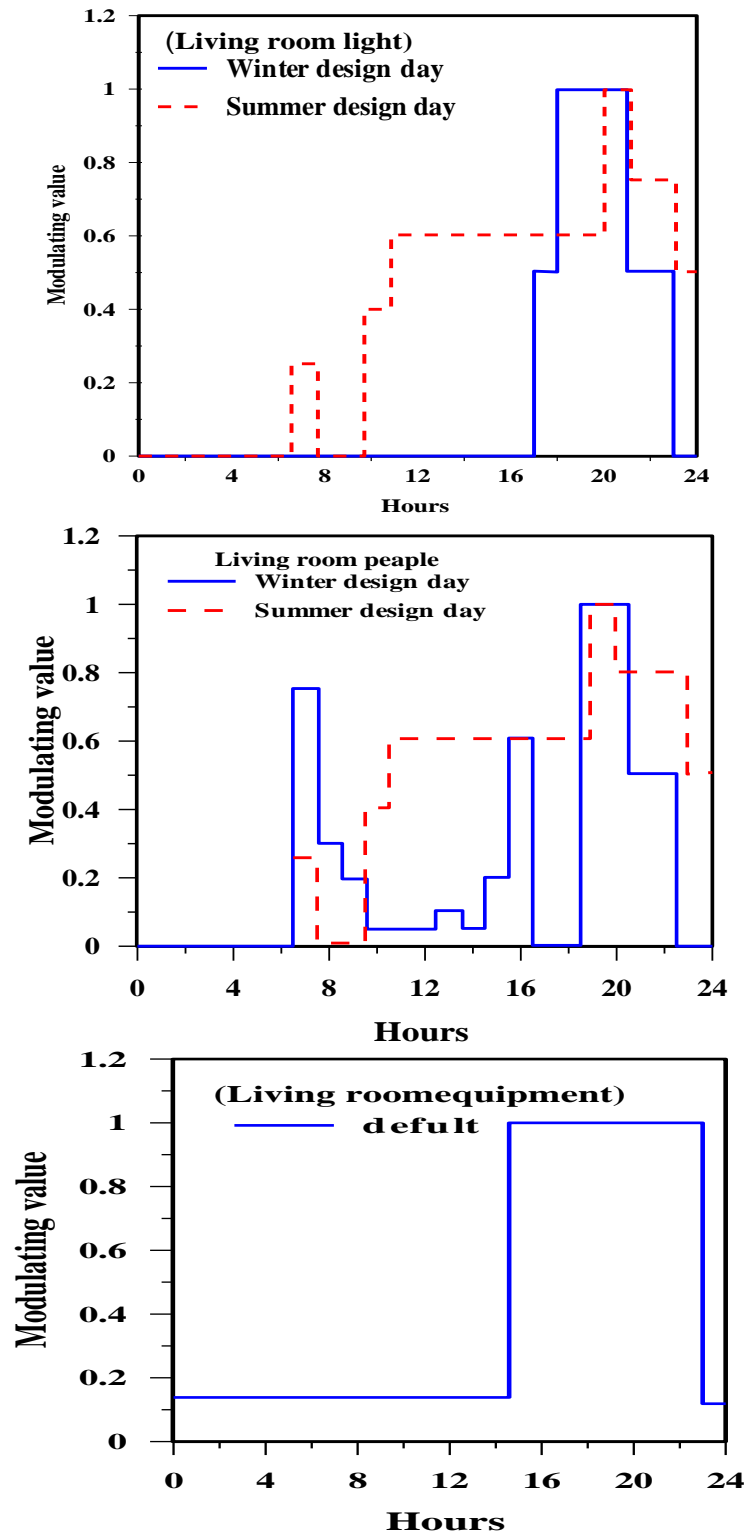 1.2
(Living room light)
Winter design day
1
Summer design day
0.8
Modulating value
0.6
0.4
0.2
0
0 4 8 12 16 20 24
Hours
1.2
Living room peaple
Winter design day
1
Summer design day
0.8
Modulating value
0.6
0.4
0.2
0
0 4 8 12 16 20 24
Hours
1.2
(Living roomequipment)
1
defult
0.8
Modulating value
0.6
0.4
0.2
0
0 4 8 12 16 20 24
Hours